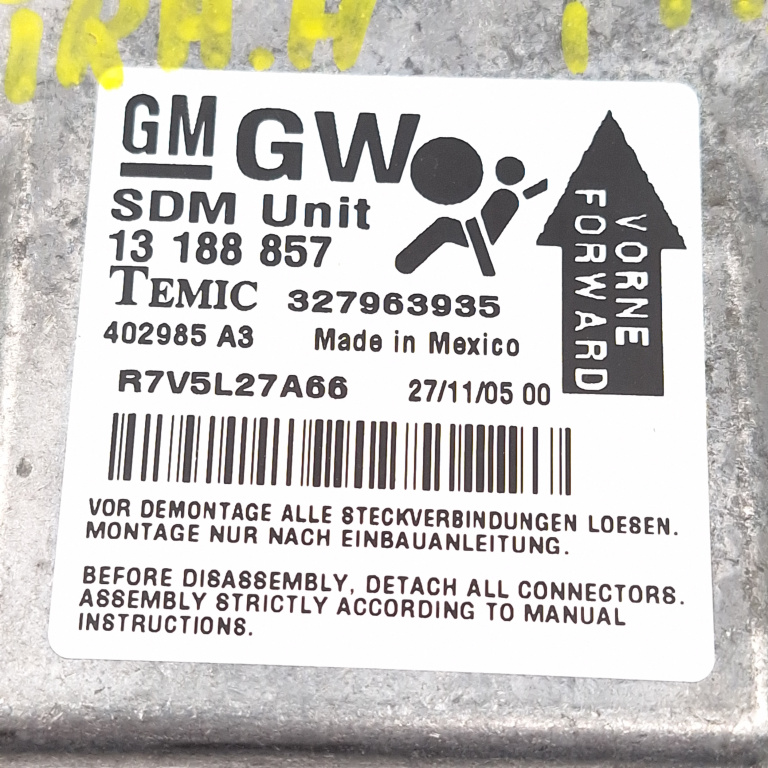 GM GW
SDM Unit
13 188 857
TEMIC 327963935
402985 A3 Made in Mexico
R7V5L27A66 27/11/05 00
VOR DEMONTAGE ALLE STECKVERBINDUNGEN LOESEN.
MONTAGE NUR NACH EINBAUANLEITUNG.
BEFORE DISASSEMBLY, DETACH ALL CONNECTORS.
ASSEMBLY STRICTLY ACCORDING TO MANUAL
INSTRUCTIONS.
VORNE
FORWARD